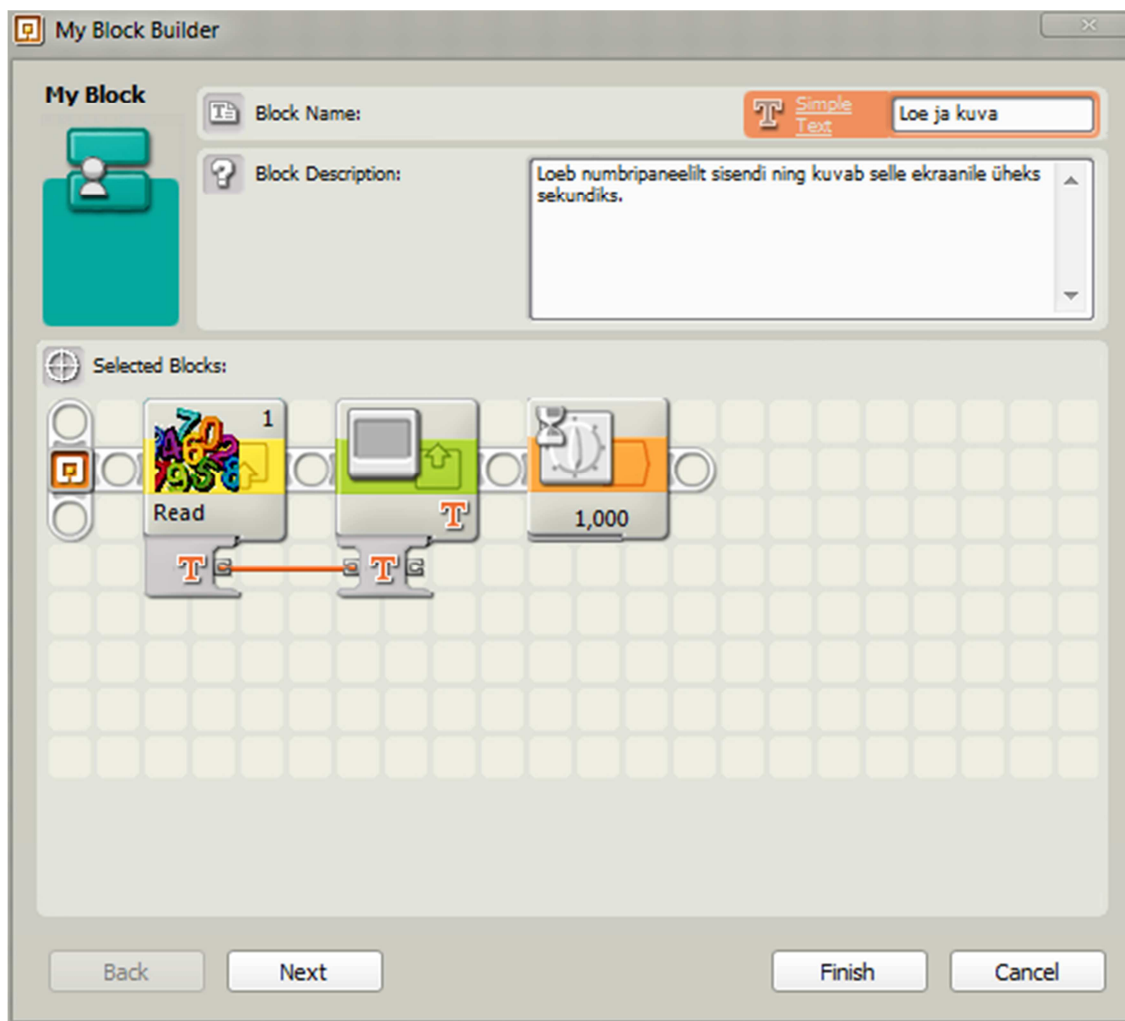 My Block Builder
My Block
Block Name:
T Simple Text
Loe ja kuva
Block Description:
Loeb numbripaneelilt sisendi ning kuvab selle ekraanile üheks
sekundiks.
Selected Blocks:
1
Read
T
1,000
T T
Back
Next
Finish
Cancel